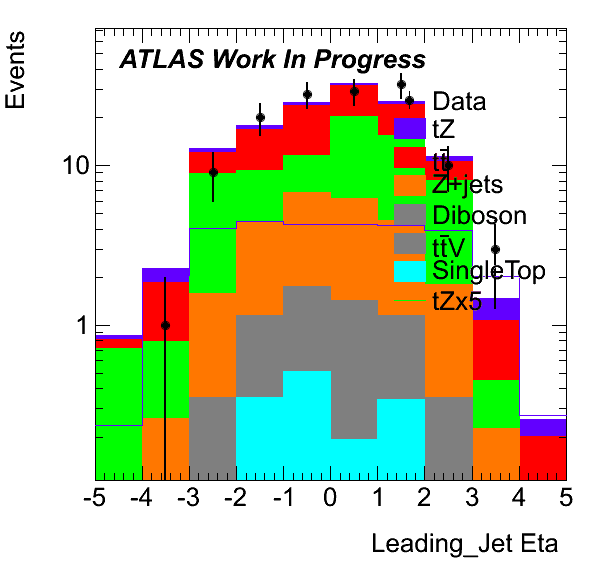 Events
ATLAS Work In Progress
Data
tZ
tt̄
Z+jets
Diboson
tt̄V
SingleTop
tZx5
10
1
-5 -4 -3 -2 -1 0 1 2 3 4 5
Leading_Jet Eta